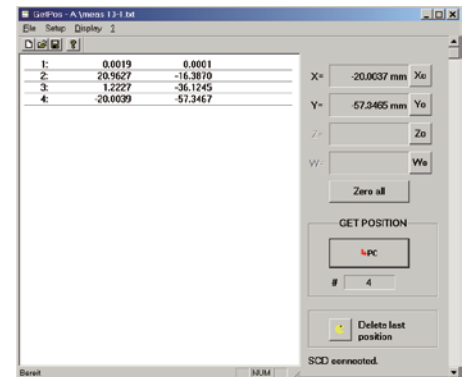 GetPos - A:\meas 13-1.txt
File Setup Display ?
1: 0.0019 0.0001
2: 20.9627 -16.3870
3: 1.2227 -36.1245
4: -20.0039 -57.3467
X= -20.0037 mm Xo
Y= -57.3465 mm Yo
Z= Zo
W= Wo
Zero all
GET POSITION
PC
# 4
Delete last
position
SCD connected.
Bereit NUM